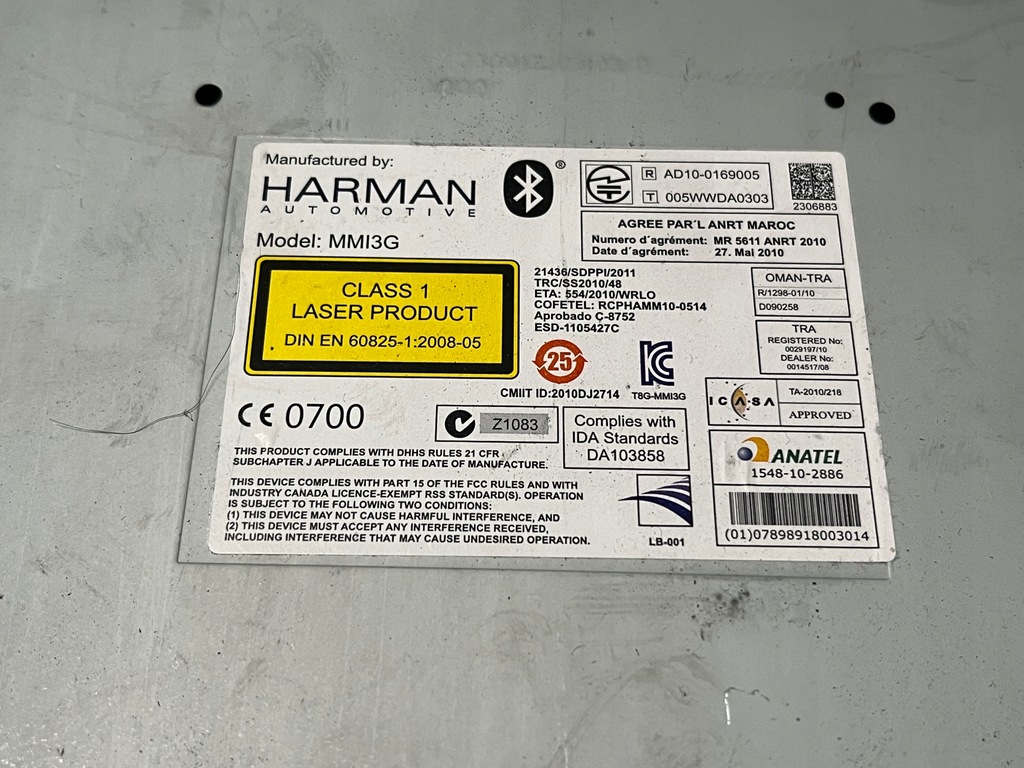 Manufactured by:
HARMAN
AUTOMOTIVE
®
Model: MMI3G
CLASS 1
LASER PRODUCT
DIN EN 60825-1:2008-05
CE 0700
THIS PRODUCT COMPLIES WITH DHHS RULES 21 CFR
SUBCHAPTER J APPLICABLE TO THE DATE OF MANUFACTURE.
THIS DEVICE COMPLIES WITH PART 15 OF THE FCC RULES AND WITH
INDUSTRY CANADA LICENCE-EXEMPT RSS STANDARD(S). OPERATION
IS SUBJECT TO THE FOLLOWING TWO CONDITIONS:
(1) THIS DEVICE MAY NOT CAUSE HARMFUL INTERFERENCE, AND
(2) THIS DEVICE MUST ACCEPT ANY INTERFERENCE RECEIVED,
INCLUDING INTERFERENCE THAT MAY CAUSE UNDESIRED OPERATION.
R AD10-0169005
T 005WWDA0303
2306883
AGREE PAR´L ANRT MAROC
Numero d´agrément: MR 5611 ANRT 2010
Date d´agrément: 27. Mai 2010
21436/SDPPI/2011
TRC/SS2010/48
ETA: 554/2010/WRLO
COFETEL: RCPHAMM10-0514
Aprobado Ç-8752
ESD-1105427C
25
CMIIT ID:2010DJ2714
T8G-MMI3G
Z1083
Complies with
IDA Standards
DA103858
LB-001
OMAN-TRA
R/1298-01/10
D090258
TRA
REGISTERED No:
0029197/10
DEALER No:
0014517/08
ICASA
TA-2010/218
APPROVED
ANATEL
1548-10-2886
(01)07898918003014